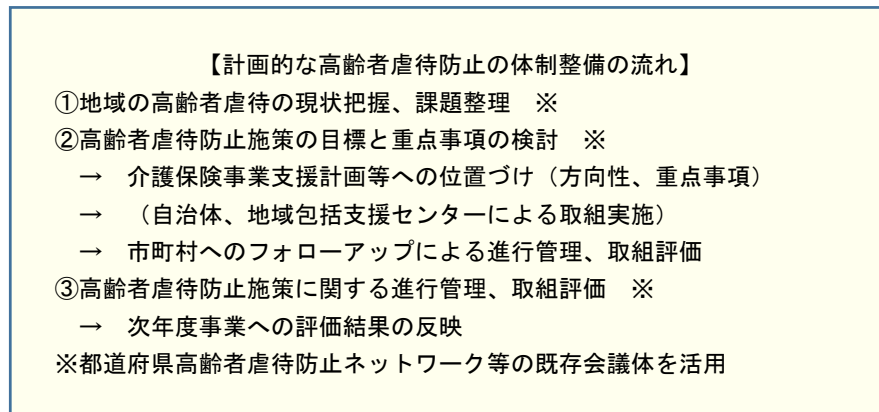 【計画的な高齢者虐待防止の体制整備の流れ】
①地域の高齢者虐待の現状把握、課題整理　※
②高齢者虐待防止施策の目標と重点事項の検討　※
→　介護保険事業支援計画等への位置づけ（方向性、重点事項）
→　（自治体、地域包括支援センターによる取組実施）
→　市町村へのフォローアップによる進行管理、取組評価
③高齢者虐待防止施策に関する進行管理、取組評価　※
→　次年度事業への評価結果の反映
※都道府県高齢者虐待防止ネットワーク等の既存会議体を活用